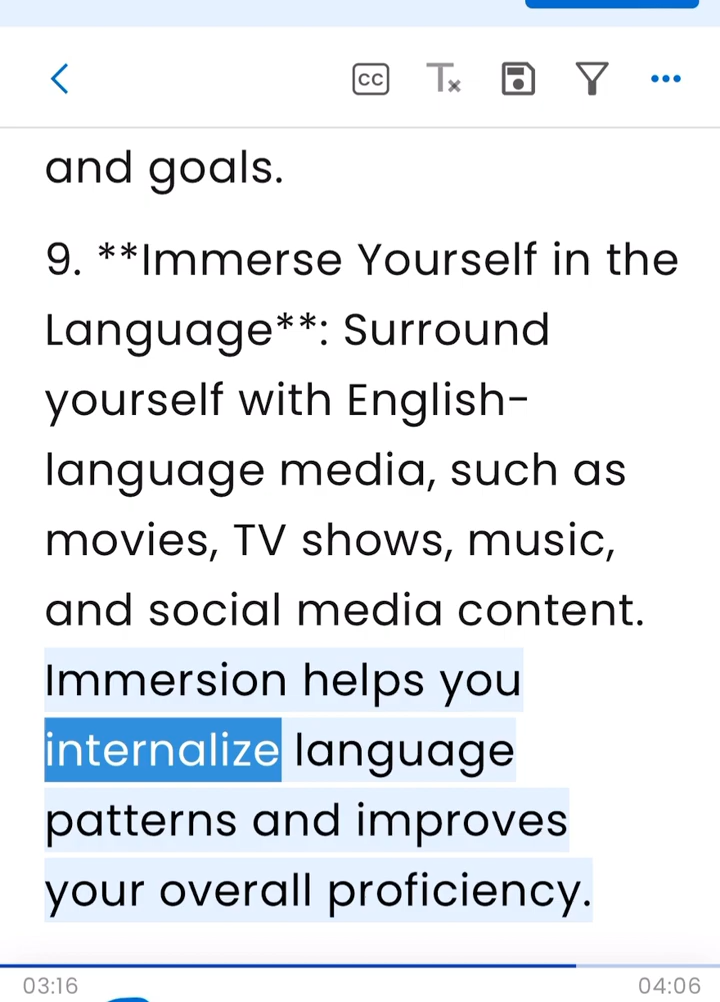 CC
Tx
and goals.
9. **Immerse Yourself in the
Language**: Surround
yourself with English-
language media, such as
movies, TV shows, music,
and social media content.
Immersion helps you
internalize language
patterns and improves
your overall proficiency.
03:16
04:06